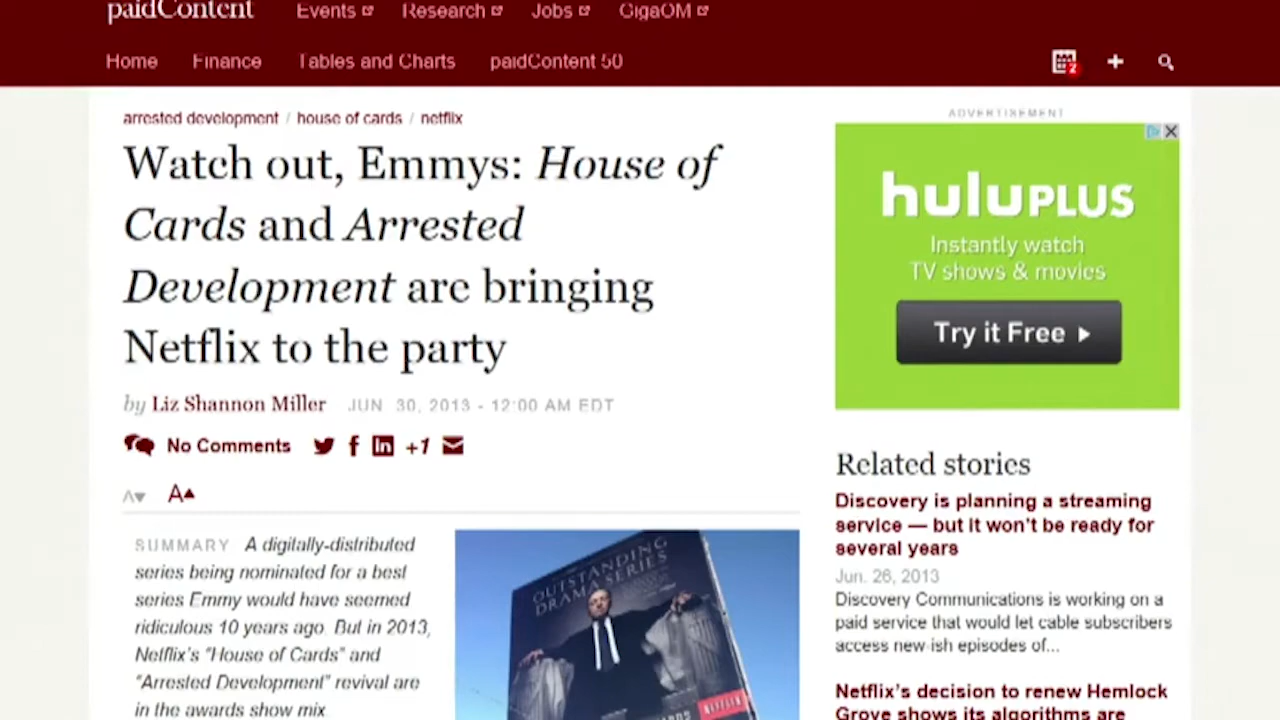 paidContent Events Research Jobs GigaOM
Home Finance Tables and Charts paidContent 50
2
arrested development / house of cards / netflix
Watch out, Emmys: House of
Cards and Arrested
Development are bringing
Netflix to the party
by Liz Shannon Miller JUN 30, 2013 - 12:00 AM EDT
No Comments +1
A▼ A▲
SUMMARY A digitally-distributed
series being nominated for a best
series Emmy would have seemed
ridiculous 10 years ago. But in 2013,
Netflix's "House of Cards" and
"Arrested Development" revival are
in the awards show mix
OUTSTANDING
DRAMA SERIES
CARDS NETFLIX
ADVERTISEMENT
huluPLUS
Instantly watch
TV shows & movies
Try it Free
Related stories
Discovery is planning a streaming
service — but it won't be ready for
several years
Jun. 26, 2013
Discovery Communications is working on a
paid service that would let cable subscribers
access new-ish episodes of...
Netflix's decision to renew Hemlock
Grove shows its algorithms are